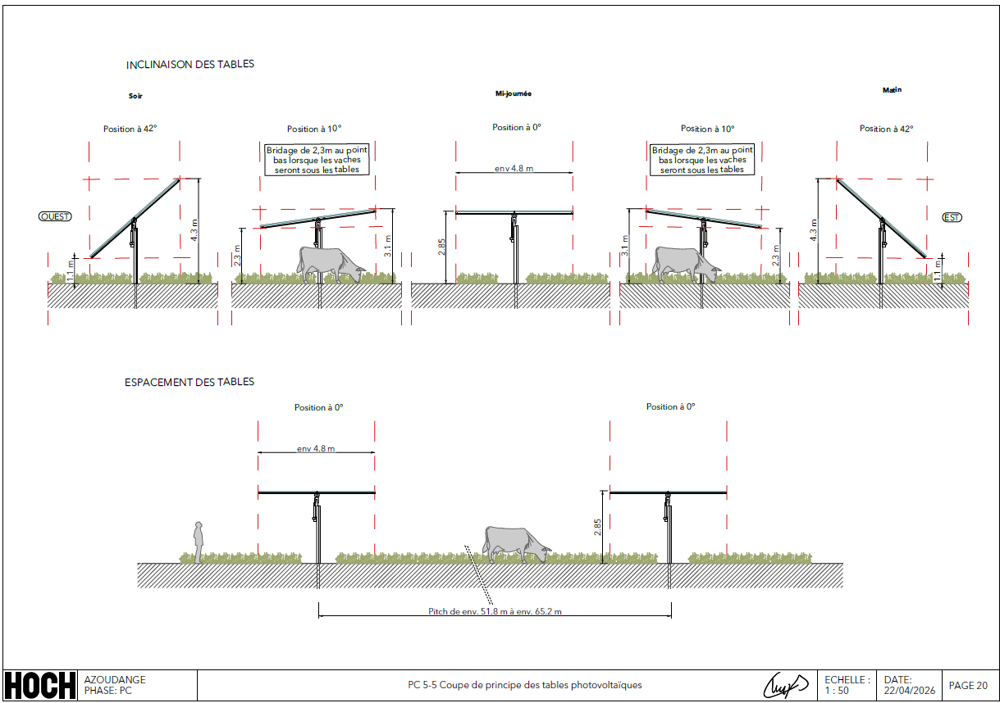 INCLINAISON DES TABLES
Soir
Mi-journée
Matin
Position à 42°
Position à 10°
Position à 0°
Position à 10°
Position à 42°
Bridage de 2,3m au point
bas lorsque les vaches
seront sous les tables
Bridage de 2,3m au point
bas lorsque les vaches
seront sous les tables
env 4.8 m
OUEST
EST
1.1 m
4.3 m
2.3 m
3.1 m
2.85
3.1 m
2.3 m
4.3 m
1.1 m
ESPACEMENT DES TABLES
Position à 0°
Position à 0°
env 4.8 m
2.85
Pitch de env. 51.8 m à env. 65.2 m
HOCH
AZOUDANGE
PHASE: PC
PC 5-5 Coupe de principe des tables photovoltaïques
ECHELLE :
1 : 50
DATE:
22/04/2026
PAGE 20